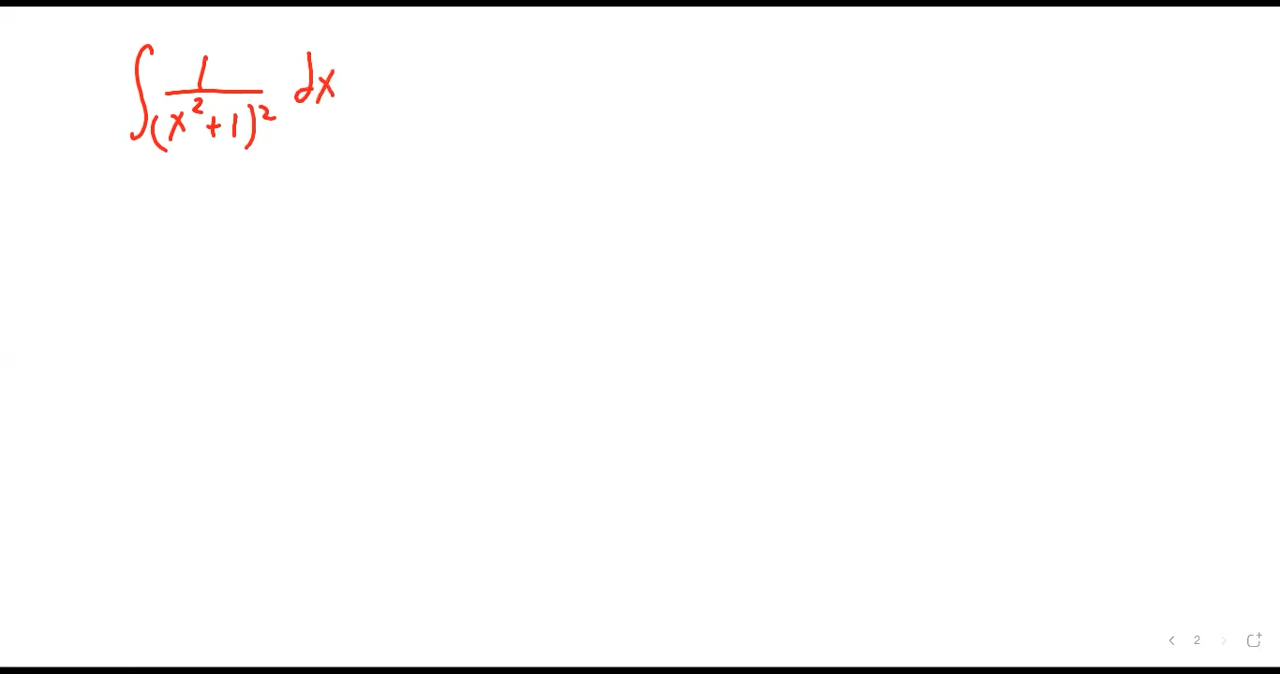 ∫ 1/(x²+1)² dx
2